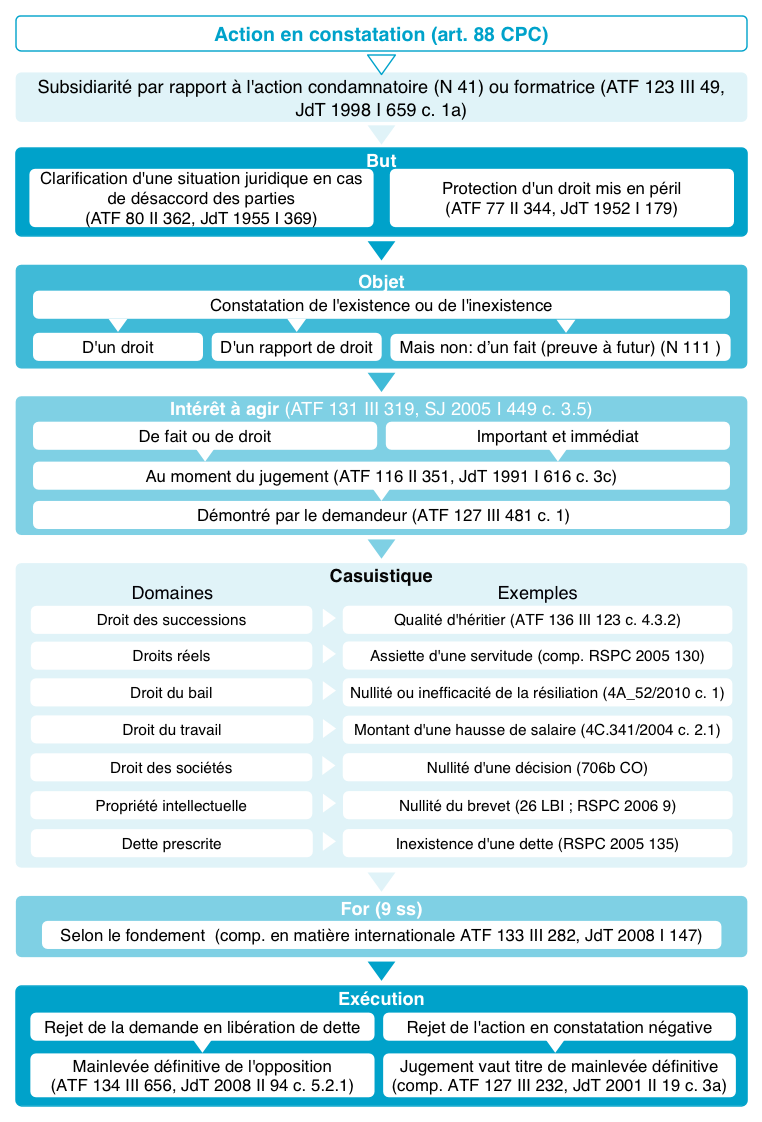 Action en constatation (art. 88 CPC)
Subsidiarité par rapport à l'action condamnatoire (N 41) ou formatrice (ATF 123 III 49,
JdT 1998 I 659 c. 1a)
But
Clarification d'une situation juridique en cas
de désaccord des parties
(ATF 80 II 362, JdT 1955 I 369)
Protection d'un droit mis en péril
(ATF 77 II 344, JdT 1952 I 179)
Objet
Constatation de l'existence ou de l'inexistence
D'un droit
D'un rapport de droit
Mais non: d'un fait (preuve à futur) (N 111 )
Intérêt à agir (ATF 131 III 319, SJ 2005 I 449 c. 3.5)
De fait ou de droit
Important et immédiat
Au moment du jugement (ATF 116 II 351, JdT 1991 I 616 c. 3c)
Démontré par le demandeur (ATF 127 III 481 c. 1)
Casuistique
Domaines
Exemples
Droit des successions
Qualité d'héritier (ATF 136 III 123 c. 4.3.2)
Droits réels
Assiette d'une servitude (comp. RSPC 2005 130)
Droit du bail
Nullité ou inefficacité de la résiliation (4A_52/2010 c. 1)
Droit du travail
Montant d'une hausse de salaire (4C.341/2004 c. 2.1)
Droit des sociétés
Nullité d'une décision (706b CO)
Propriété intellectuelle
Nullité du brevet (26 LBI ; RSPC 2006 9)
Dette prescrite
Inexistence d'une dette (RSPC 2005 135)
For (9 ss)
Selon le fondement  (comp. en matière internationale ATF 133 III 282, JdT 2008 I 147)
Exécution
Rejet de la demande en libération de dette
Rejet de l'action en constatation négative
Mainlevée définitive de l'opposition
(ATF 134 III 656, JdT 2008 II 94 c. 5.2.1)
Jugement vaut titre de mainlevée définitive
(comp. ATF 127 III 232, JdT 2001 II 19 c. 3a)